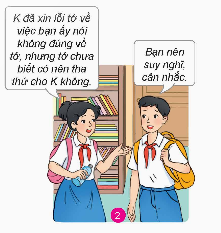 K đã xin lỗi tớ về
việc bạn ấy nói
không đúng về
tớ, nhưng tớ chưa
biết có nên tha
thứ cho K không.
Bạn nên
suy nghĩ,
cân nhắc.
2